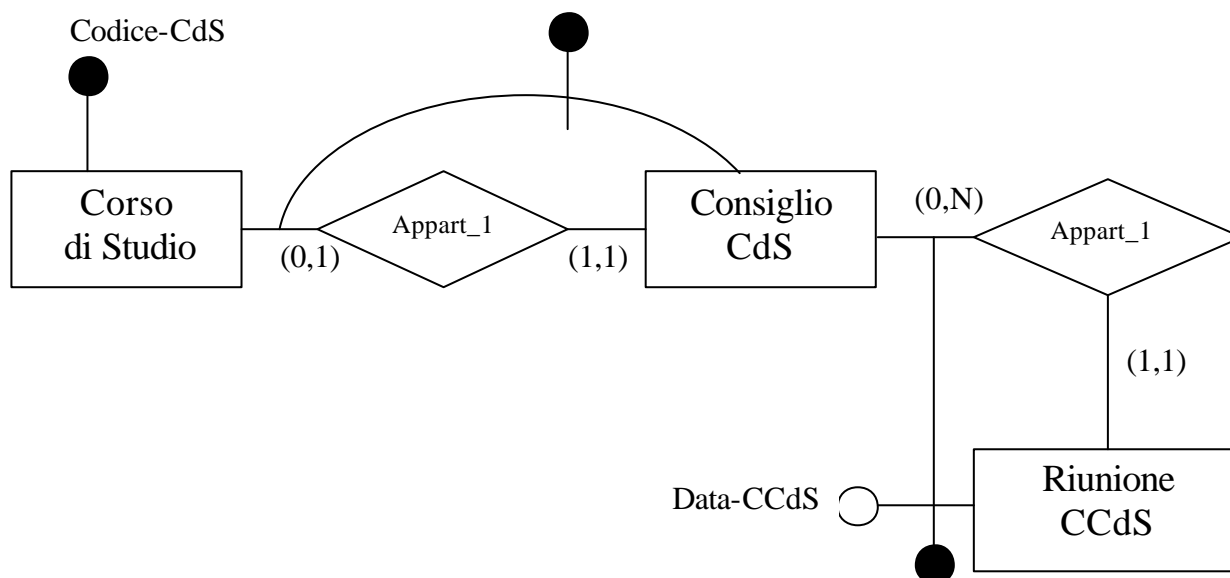 Codice-CdS
Corso
di Studio
(0,1)
Appart_1
(1,1)
Consiglio
CdS
(0,N)
Appart_1
(1,1)
Data-CCdS
Riunione
CCdS